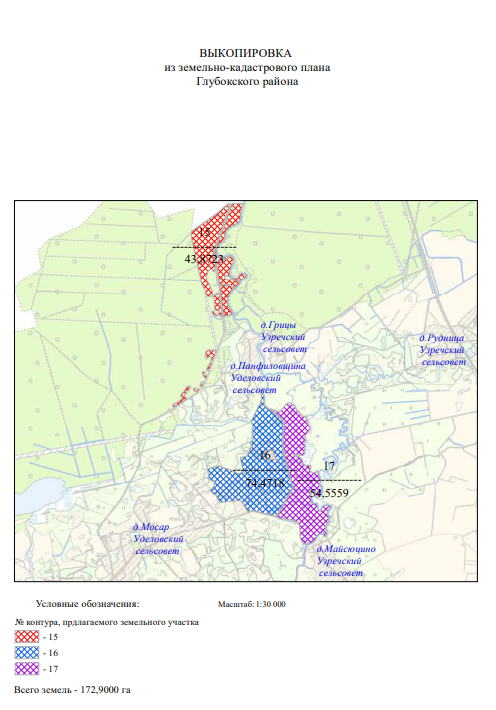 ВЫКОПИРОВКА
из земельно-кадастрового плана
Глубокского района
15
43,8723
д.Грицы
Узречский
сельсовет
д.Рудница
Узречский
сельсовет
д.Панфиловщина
Уделовский
сельсовет
16
74,4718
17
54,5559
д.Мосар
Уделовский
сельсовет
д.Майсюцино
Узречский
сельсовет
Условные обозначения:
Масштаб: 1:30 000
№ контура, прдлагаемого земельного участка
- 15
- 16
- 17
Всего земель - 172,9000 га